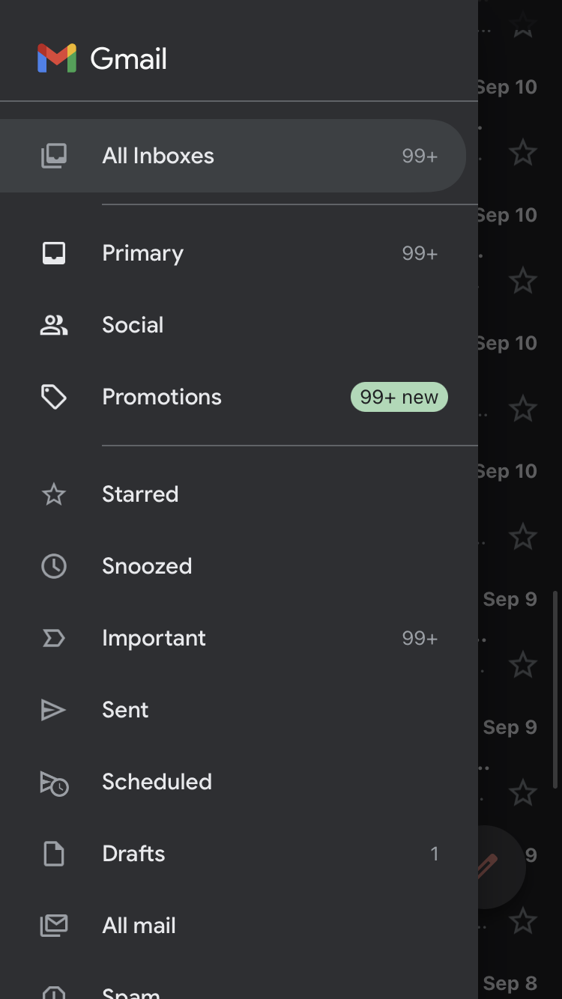 Gmail
Sep 10
All Inboxes 99+
Sep 10
Primary 99+
Social
Sep 10
Promotions 99+ new
Sep 10
Starred
Snoozed
Sep 9
Important 99+
Sent
Sep 9
Scheduled
Drafts 1
9
All mail
Sep 8
Spam